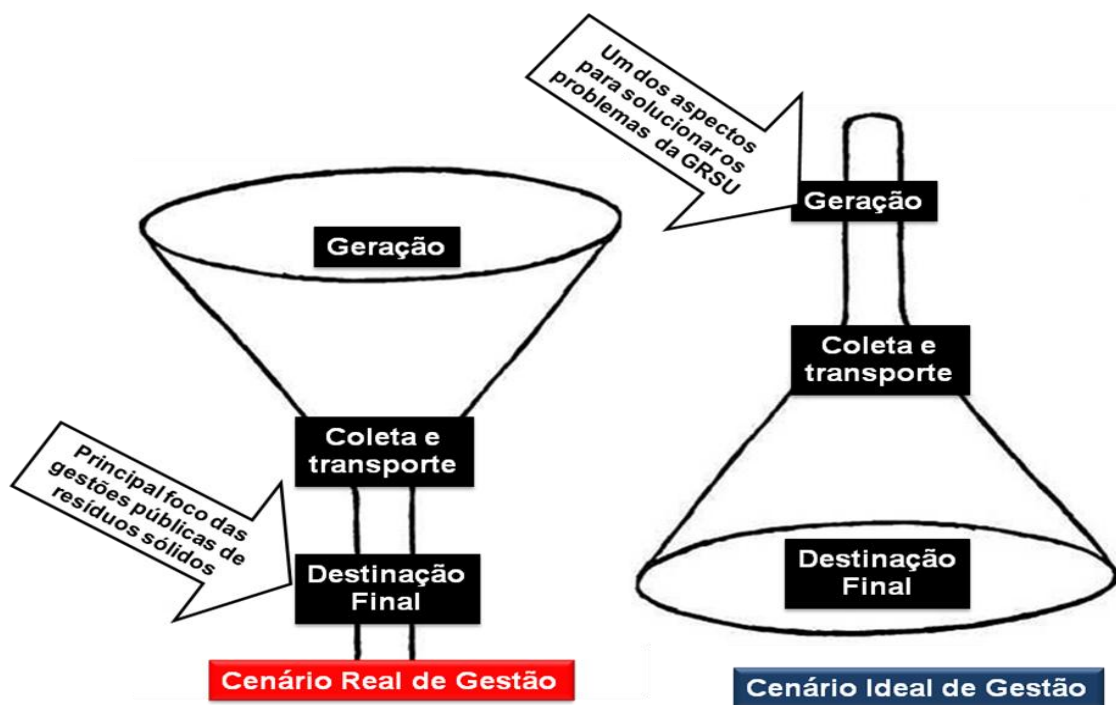 Um dos aspectos
para solucionar os
problemas da GRSU
Geração
Geração
Coleta e
transporte
Coleta e
transporte
Principal foco das
gestões públicas de
resíduos sólidos
Destinação
Final
Destinação
Final
Cenário Real de Gestão
Cenário Ideal de Gestão